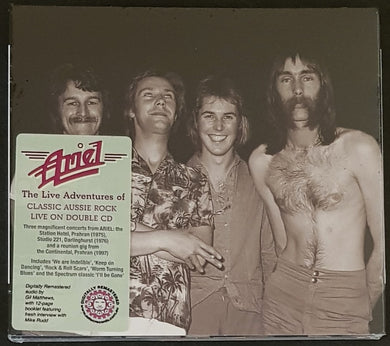 Ariel
The Live Adventures of
CLASSIC AUSSIE ROCK
LIVE ON DOUBLE CD
Three magnificent concerts from ARIEL: the
Station Hotel, Prahran (1975),
Studio 221, Darlinghurst (1976)
and a reunion gig from
the Continental, Prahran (1997)
Includes 'We are Indelible', 'Keep on
Dancing', 'Rock & Roll Scars', 'Worm Turning
Blues' and the Spectrum classic 'I'll be Gone'
Digitally Remastered
audio by
Gil Matthews,
with 12-page
booklet featuring
fresh interview with
Mike Rudd
DIGITALLY REMASTERED